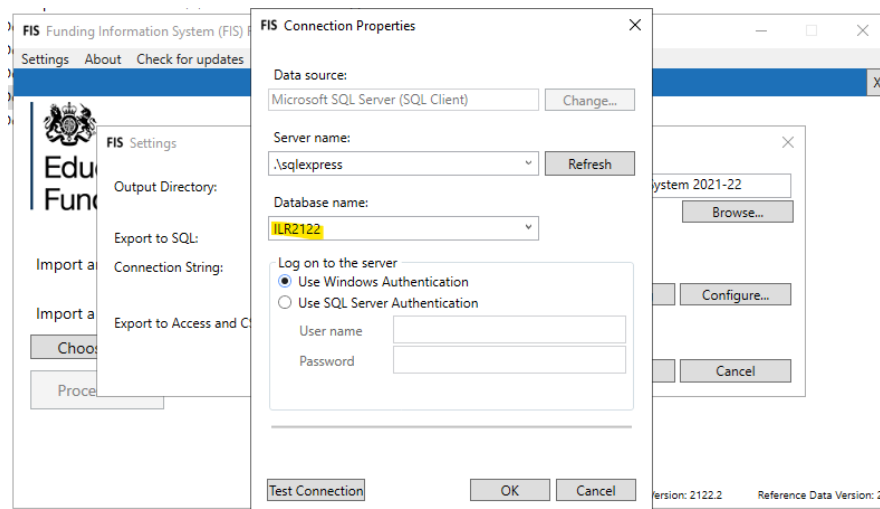 FIS Funding Information System (FIS)
Settings About Check for updates
X
Edu
Fun
Import a
Import a
Choo
Proce
FIS Settings
Output Directory:
Export to SQL:
Connection String:
Export to Access and C
ystem 2021-22
Browse...
Configure...
Cancel
FIS Connection Properties
Data source:
Microsoft SQL Server (SQL Client)
Change...
Server name:
.\sqlexpress
Refresh
Database name:
ILR2122
Log on to the server
Use Windows Authentication
Use SQL Server Authentication
User name
Password
Test Connection OK Cancel
ersion: 2122.2 Reference Data Version: 2